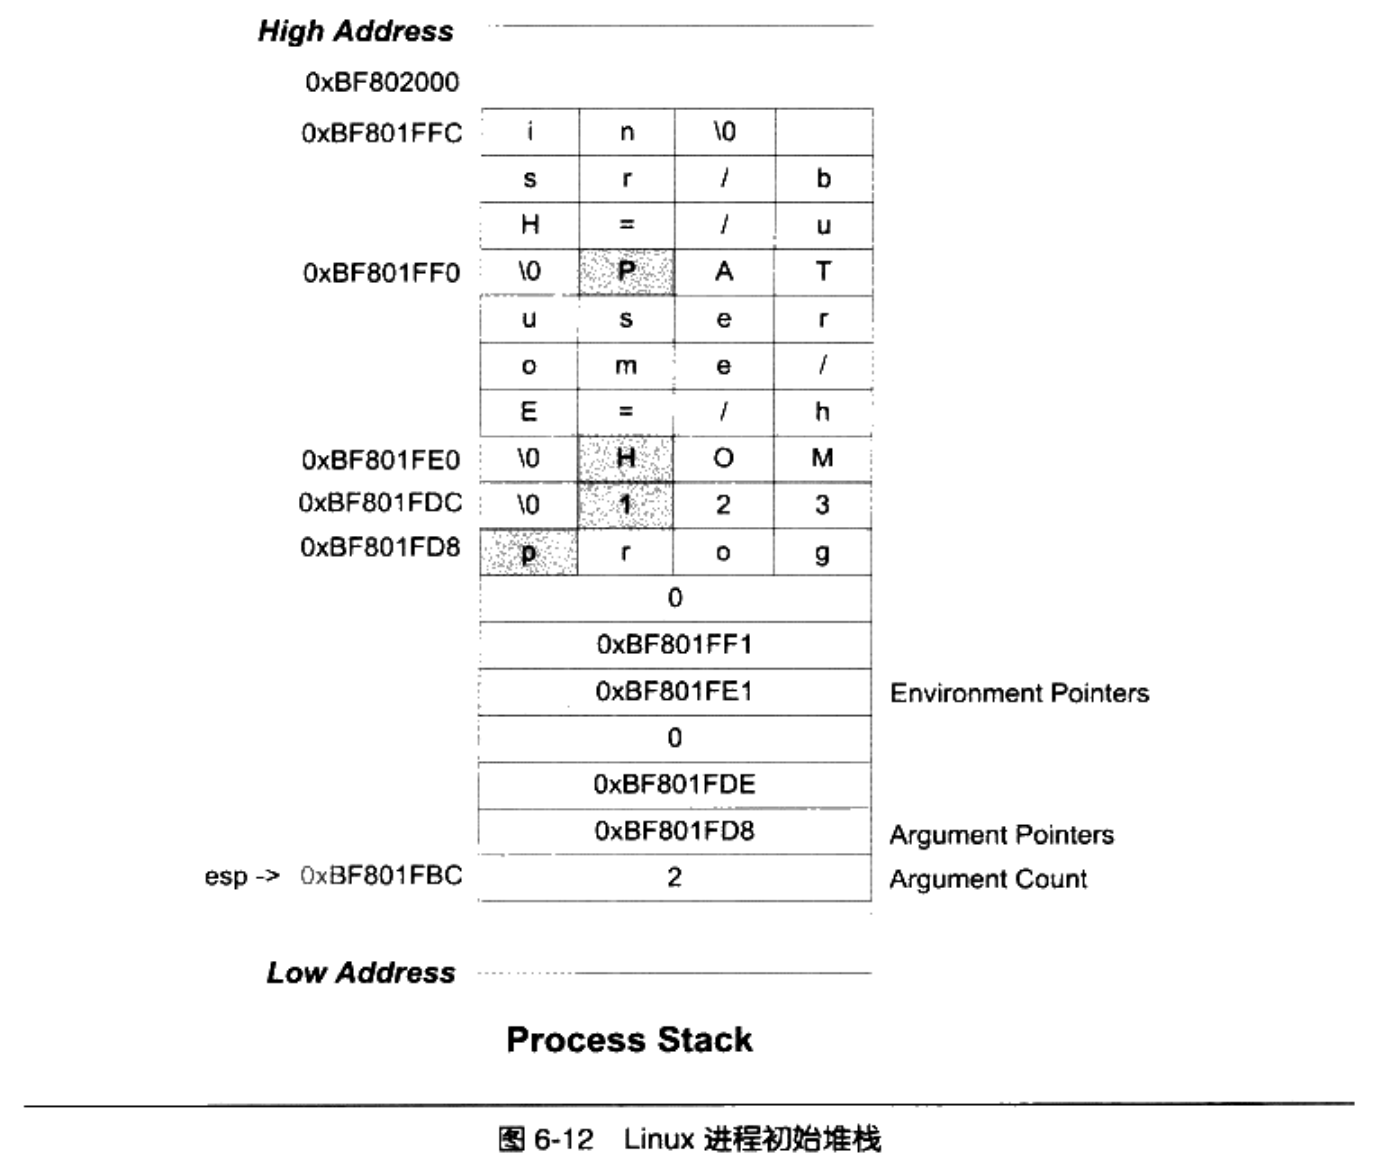 High Address
0xBF802000
0xBF801FFC i n \0
s r / b
H = / u
0xBF801FF0 \0 P A T
u s e r
o m e /
E = / h
0xBF801FE0 \0 H O M
0xBF801FDC \0 1 2 3
0xBF801FD8 p r o g
0
0xBF801FF1
0xBF801FE1 Environment Pointers
0
0xBF801FDE
0xBF801FD8 Argument Pointers
esp -> 0xBF801FBC 2 Argument Count
Low Address
Process Stack
图 6-12 Linux 进程初始堆栈